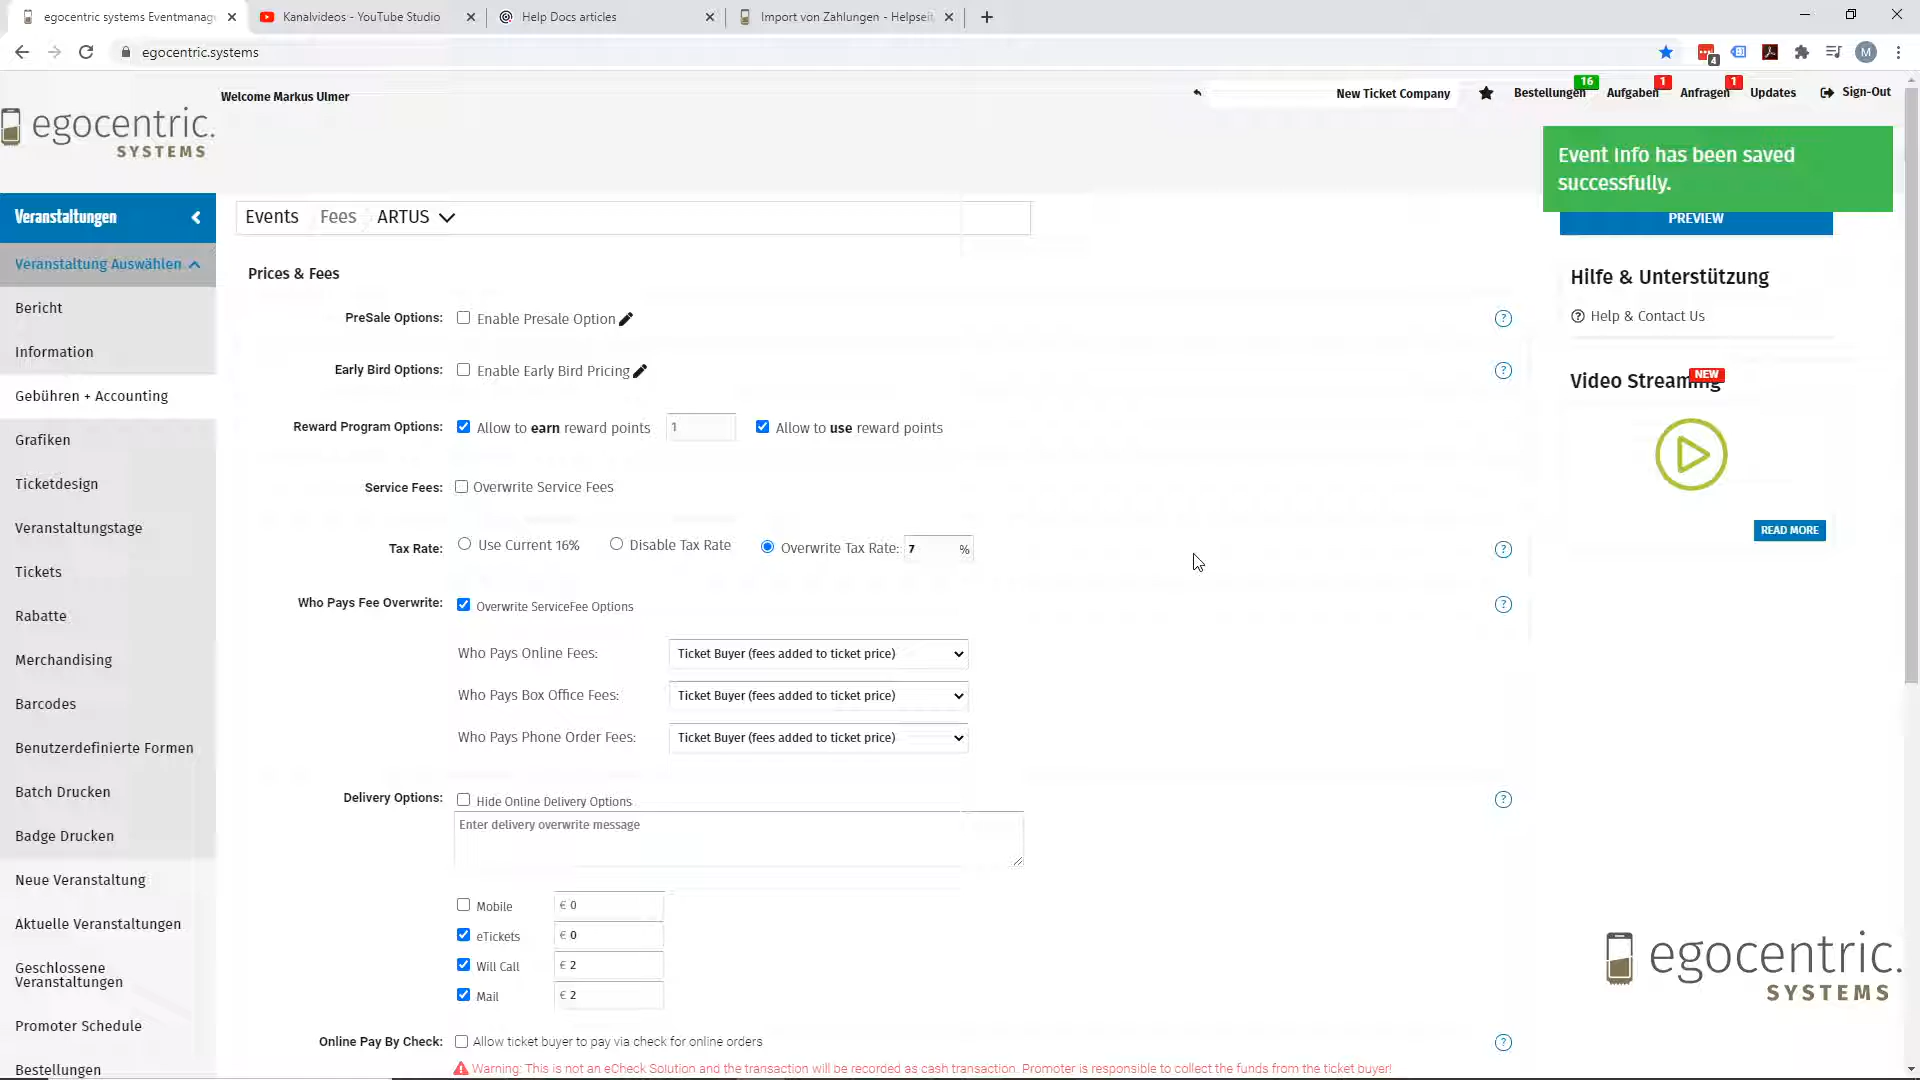 egocentric systems Eventmanag
Kanalvideos - YouTube Studio
Help Docs articles
Import von Zahlungen - Helpseit
egocentric.systems
4
M
Welcome Markus Ulmer
New Ticket Company
Bestellungen
16
Aufgaben
1
Anfragen
1
Updates
Sign-Out
egocentric.
SYSTEMS
Event Info has been saved
successfully.
PREVIEW
Veranstaltungen
Veranstaltung Auswählen
Bericht
Information
Gebühren + Accounting
Grafiken
Ticketdesign
Veranstaltungstage
Tickets
Rabatte
Merchandising
Barcodes
Benutzerdefinierte Formen
Batch Drucken
Badge Drucken
Neue Veranstaltung
Aktuelle Veranstaltungen
Geschlossene
Veranstaltungen
Promoter Schedule
Bestellungen
Events Fees ARTUS
Prices & Fees
PreSale Options: Enable Presale Option ?
Early Bird Options: Enable Early Bird Pricing ?
Reward Program Options: Allow to earn reward points 1 Allow to use reward points
Service Fees: Overwrite Service Fees
Tax Rate: Use Current 16% Disable Tax Rate Overwrite Tax Rate: 7 % ?
Who Pays Fee Overwrite: Overwrite ServiceFee Options ?
Who Pays Online Fees: Ticket Buyer (fees added to ticket price)
Who Pays Box Office Fees: Ticket Buyer (fees added to ticket price)
Who Pays Phone Order Fees: Ticket Buyer (fees added to ticket price)
Delivery Options: Hide Online Delivery Options ?
Enter delivery overwrite message
Mobile € 0
eTickets € 0
Will Call € 2
Mail € 2
Online Pay By Check: Allow ticket buyer to pay via check for online orders ?
Warning: This is not an eCheck Solution and the transaction will be recorded as cash transaction. Promoter is responsible to collect the funds from the ticket buyer!
Hilfe & Unterstützung
? Help & Contact Us
Video Streaming
NEW
READ MORE
egocentric.
SYSTEMS